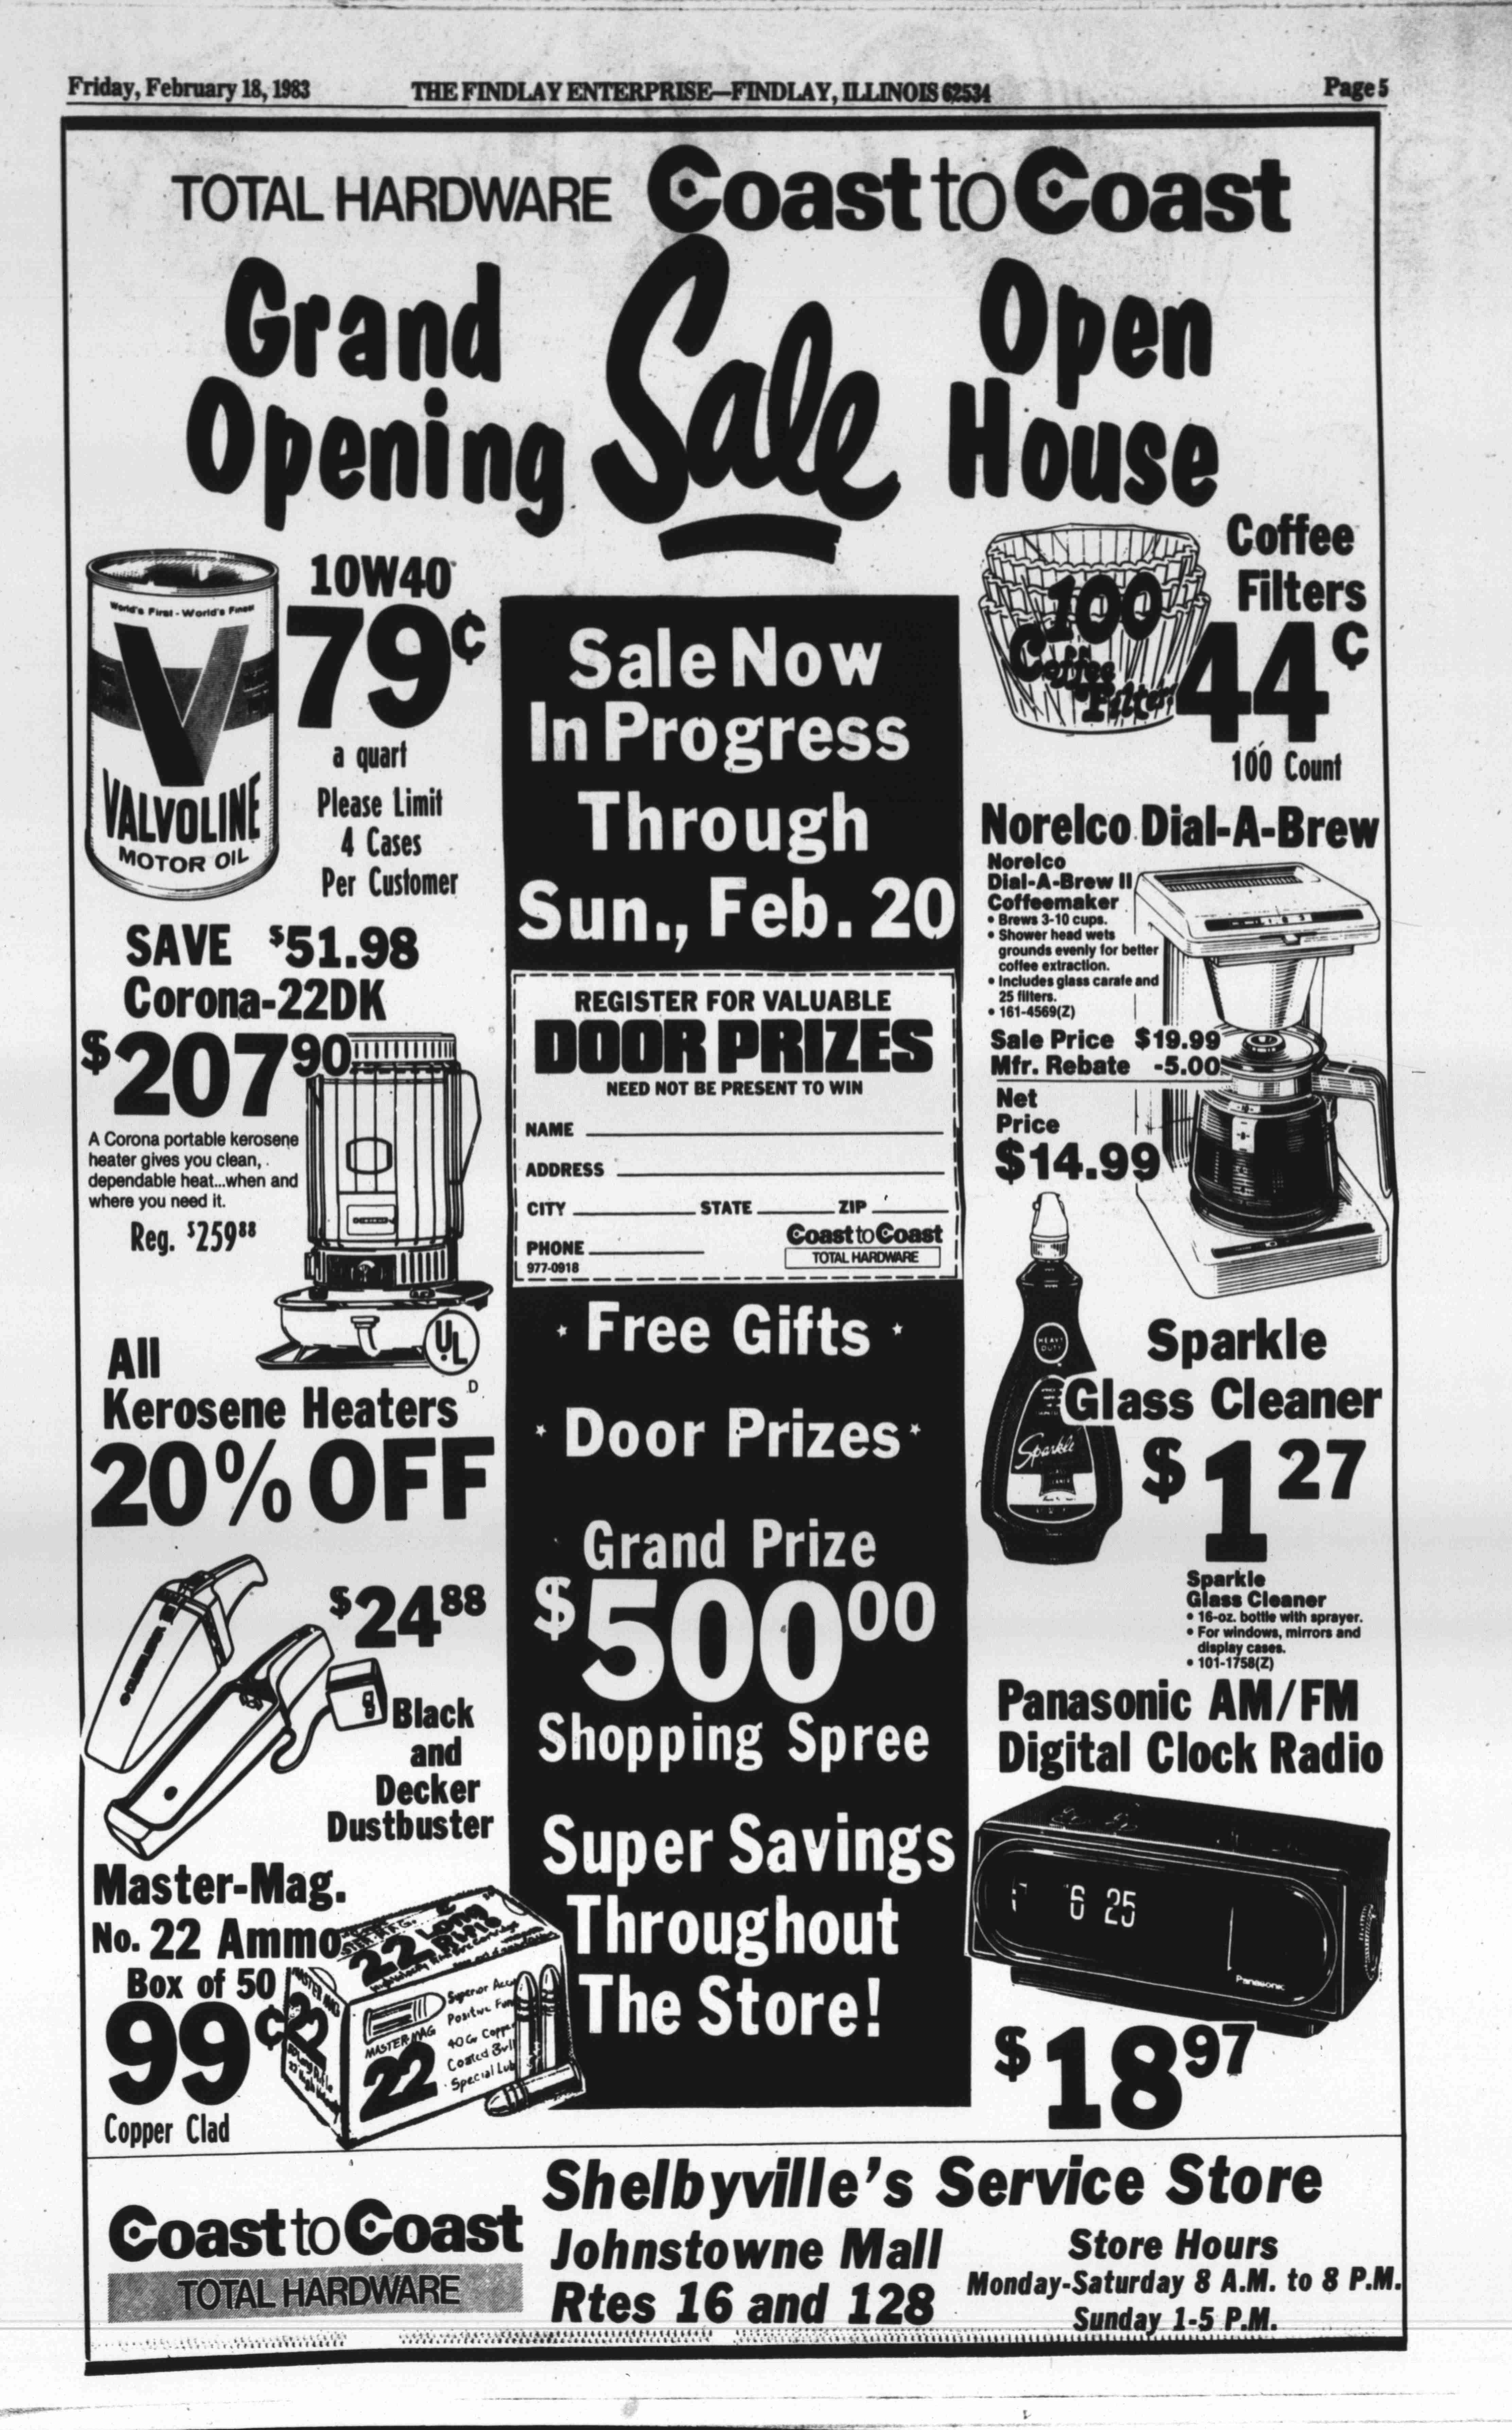 Friday, February 18, 1983
THE FINDLAY ENTERPRISE—FINDLAY, ILLINOIS 62534
Page 5
TOTAL HARDWARE Coast to Coast
Grand
Opening
Sale
Open
House
World's First - World's Finest
V
VALVOLINE
MOTOR OIL
10W40
79¢
a quart
Please Limit
4 Cases
Per Customer
SAVE $51.98
Corona-22DK
$207 90
A Corona portable kerosene
heater gives you clean,
dependable heat...when and
where you need it.
Reg. $259 88
UL
D
All
Kerosene Heaters
20% OFF
$24 88
Black
and
Decker
Dustbuster
Master-Mag.
No. 22 Ammo
Box of 50
99¢
Copper Clad
22 Long
Rifle
Superior
Positive
MASTER-MAG
40 Gr
Coated
Special
22
Sale Now
In Progress
Through
Sun., Feb. 20
REGISTER FOR VALUABLE
DOOR PRIZES
NEED NOT BE PRESENT TO WIN
NAME
ADDRESS
CITY STATE ZIP
PHONE
977-0918
Coast to Coast
TOTAL HARDWARE
Free Gifts
Door Prizes
Grand Prize
$500 00
Shopping Spree
Super Savings
Throughout
The Store!
100
Coffee
Filter
Coffee
Filters
44¢
100 Count
Norelco Dial-A-Brew
Norelco
Dial-A-Brew II
Coffeemaker
• Brews 3-10 cups.
• Shower head wets
grounds evenly for better
coffee extraction.
• Includes glass carafe and
25 filters.
• 161-4569(Z)
Sale Price $19.99
Mfr. Rebate -5.00
Net
Price
$14.99
HEAVY
DUTY
Sparkle
Sparkle
Glass Cleaner
$1 27
Sparkle
Glass Cleaner
• 16-oz. bottle with sprayer.
• For windows, mirrors and
display cases.
• 101-1758(Z)
Panasonic AM/FM
Digital Clock Radio
6 25
Panasonic
$18 97
Coast to Coast
TOTAL HARDWARE
Shelbyville's Service Store
Johnstowne Mall
Rtes 16 and 128
Store Hours
Monday-Saturday 8 A.M. to 8 P.M.
Sunday 1-5 P.M.